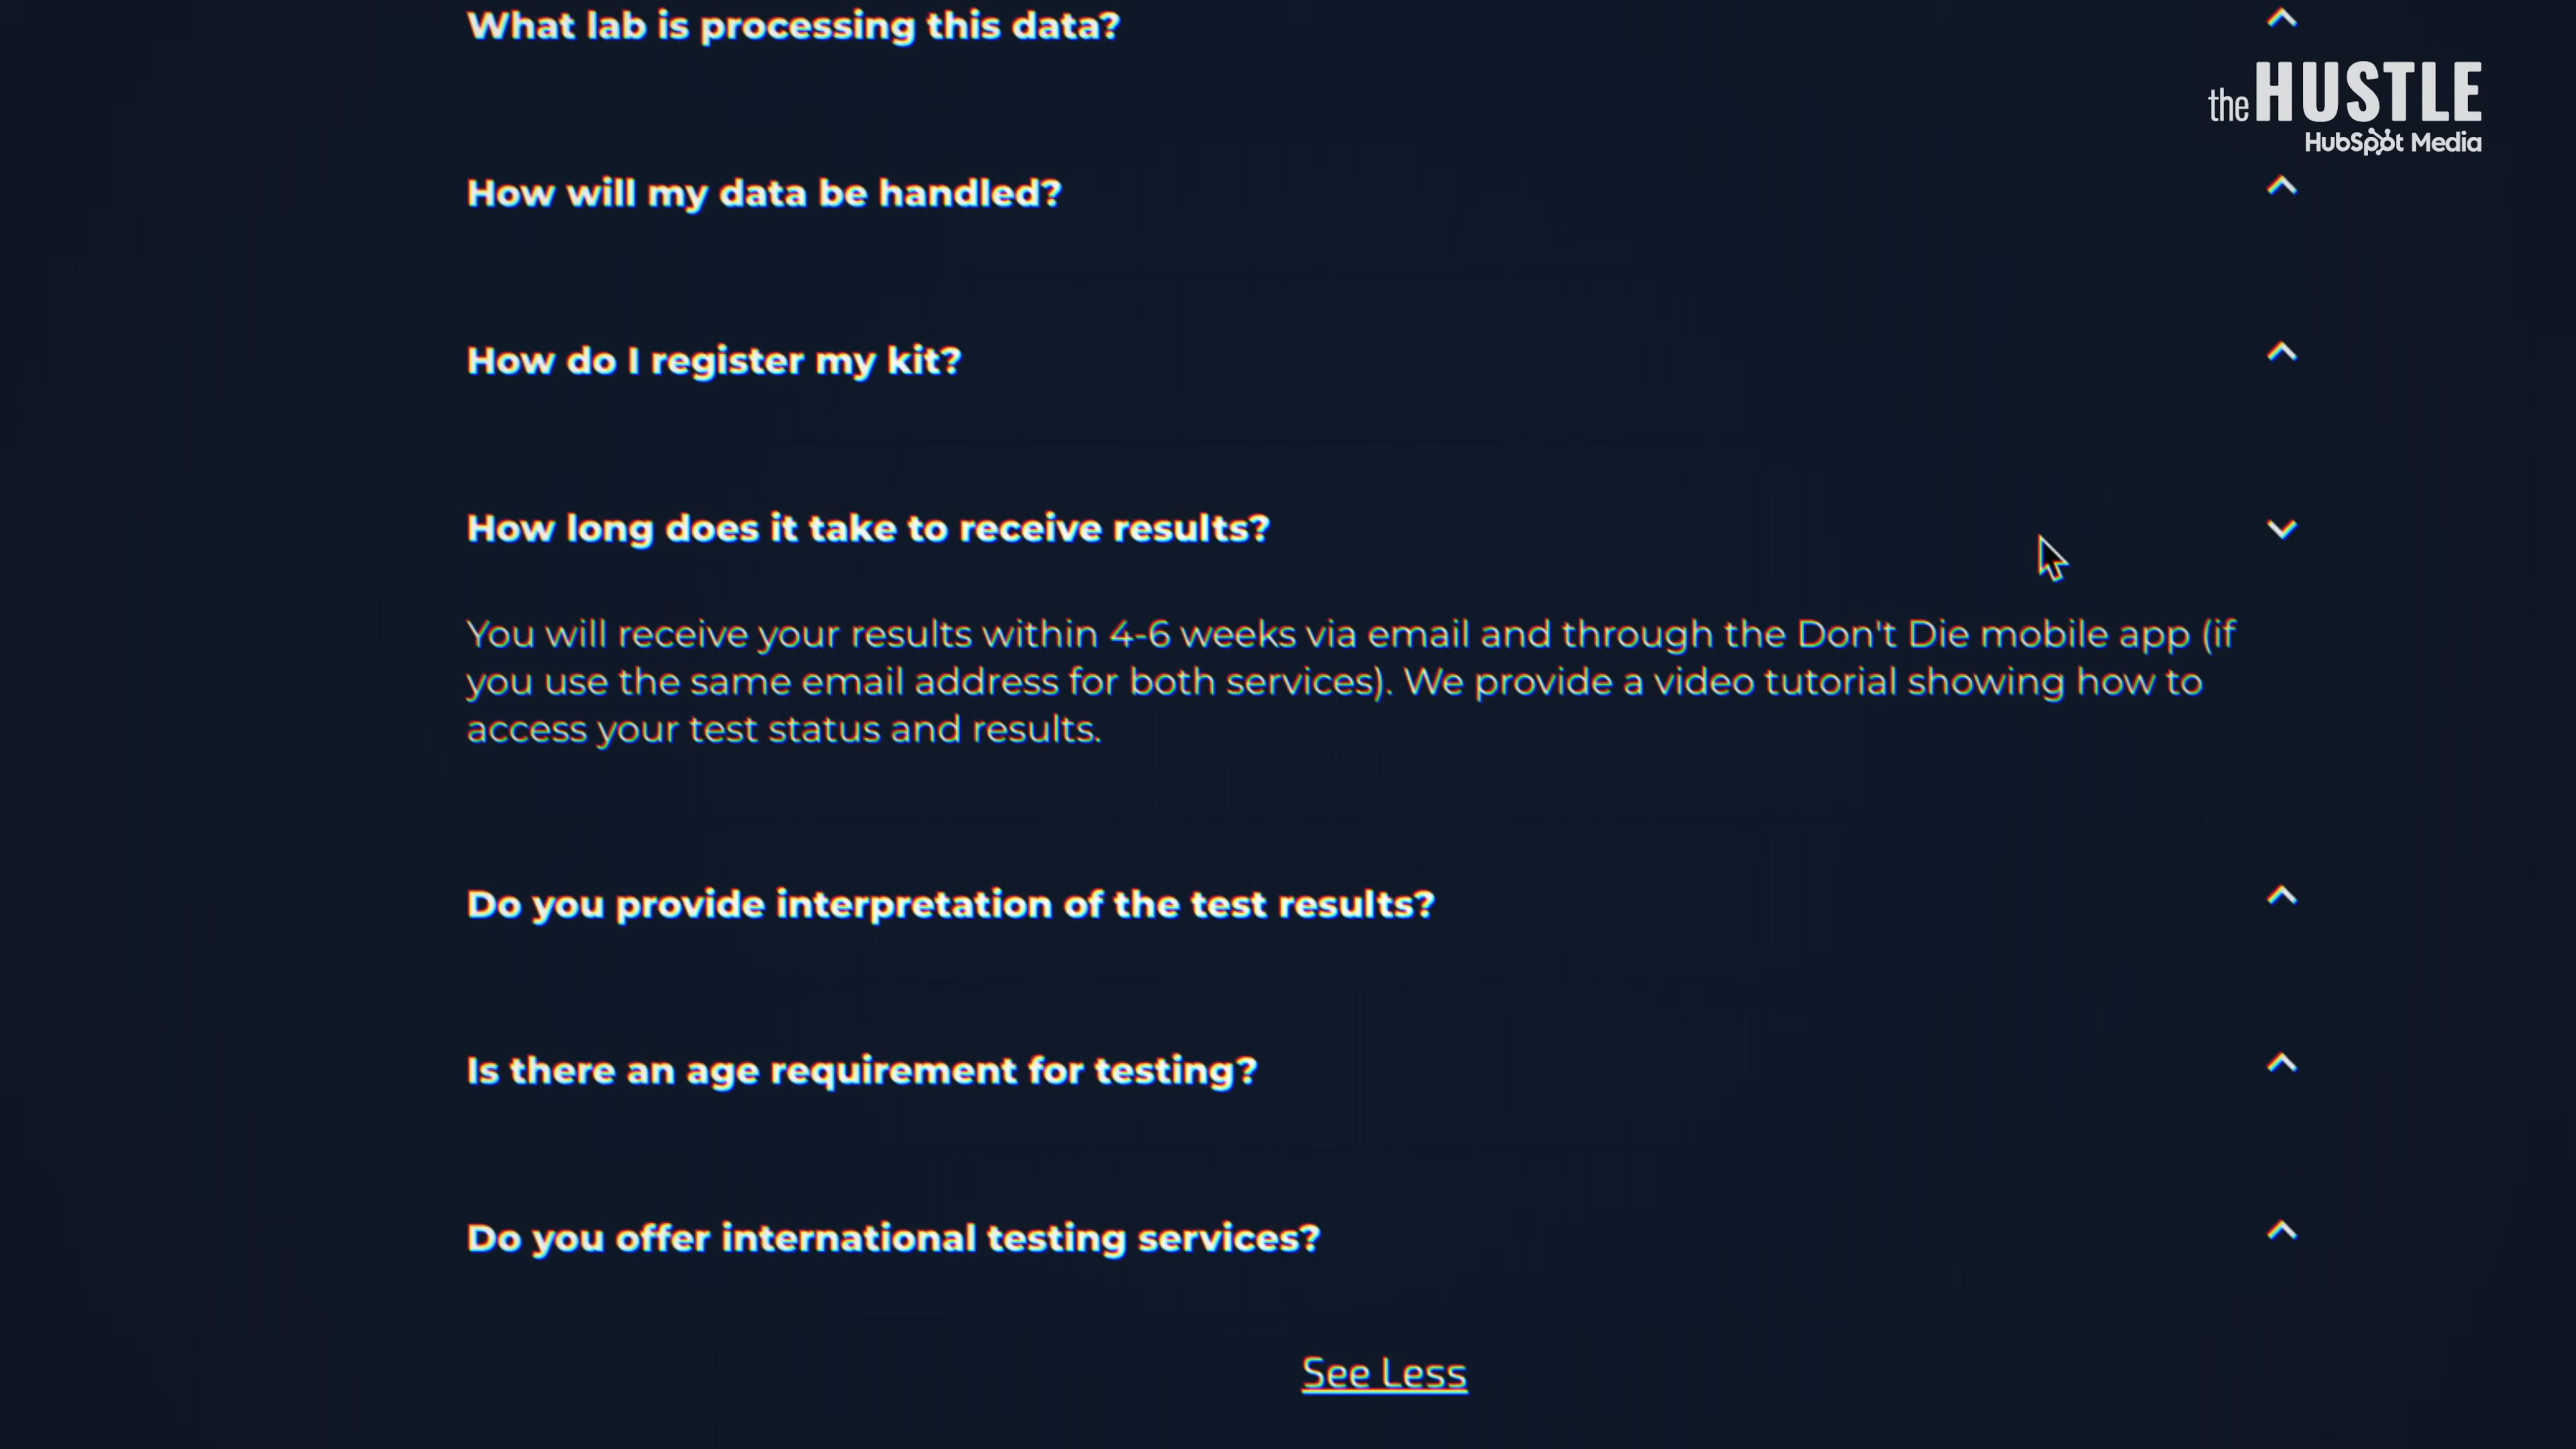 What lab is processing this data?
the HUSTLE
HubSpot Media
How will my data be handled?
How do I register my kit?
How long does it take to receive results?
You will receive your results within 4-6 weeks via email and through the Don't Die mobile app (if
you use the same email address for both services). We provide a video tutorial showing how to
access your test status and results.
Do you provide interpretation of the test results?
Is there an age requirement for testing?
Do you offer international testing services?
See Less